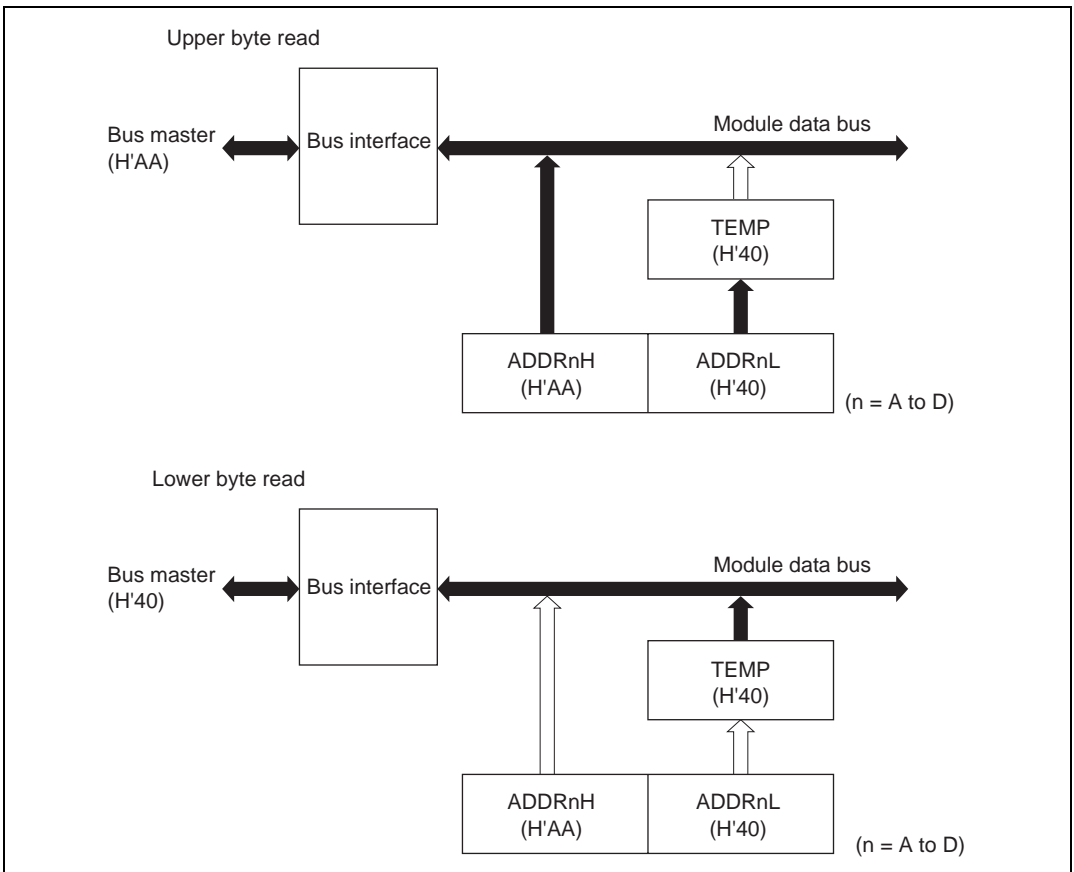 Upper byte read
Bus master
(H'AA)
Bus interface
Module data bus
TEMP
(H'40)
ADDRnH
(H'AA)
ADDRnL
(H'40)
(n = A to D)
Lower byte read
Bus master
(H'40)
Bus interface
Module data bus
TEMP
(H'40)
ADDRnH
(H'AA)
ADDRnL
(H'40)
(n = A to D)